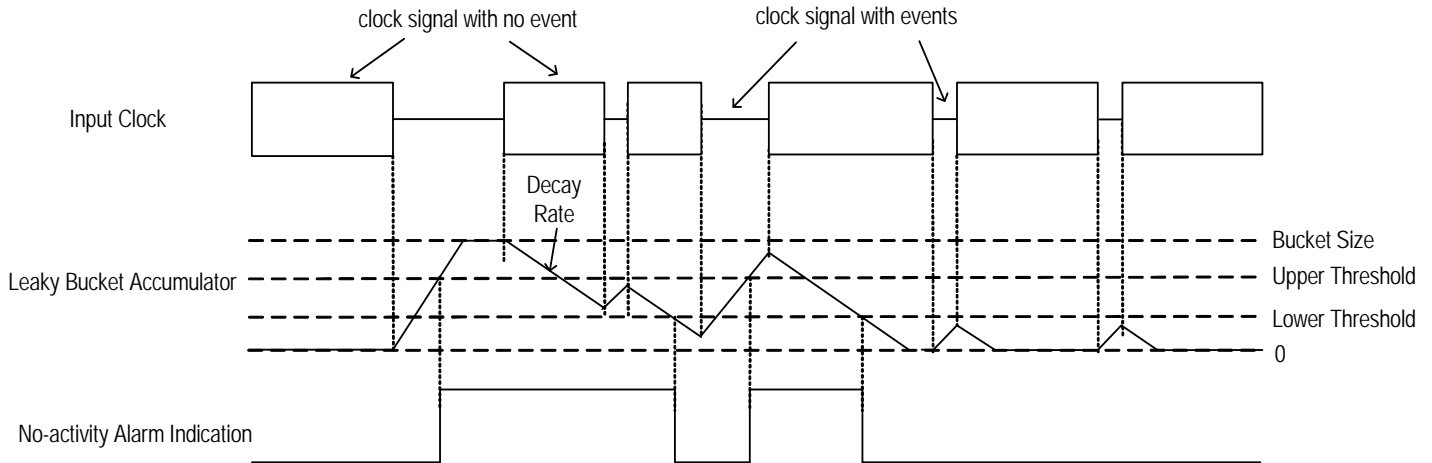 clock signal with no event
clock signal with events
Input Clock
Decay
Rate
Bucket Size
Leaky Bucket Accumulator
Upper Threshold
Lower Threshold
0
No-activity Alarm Indication